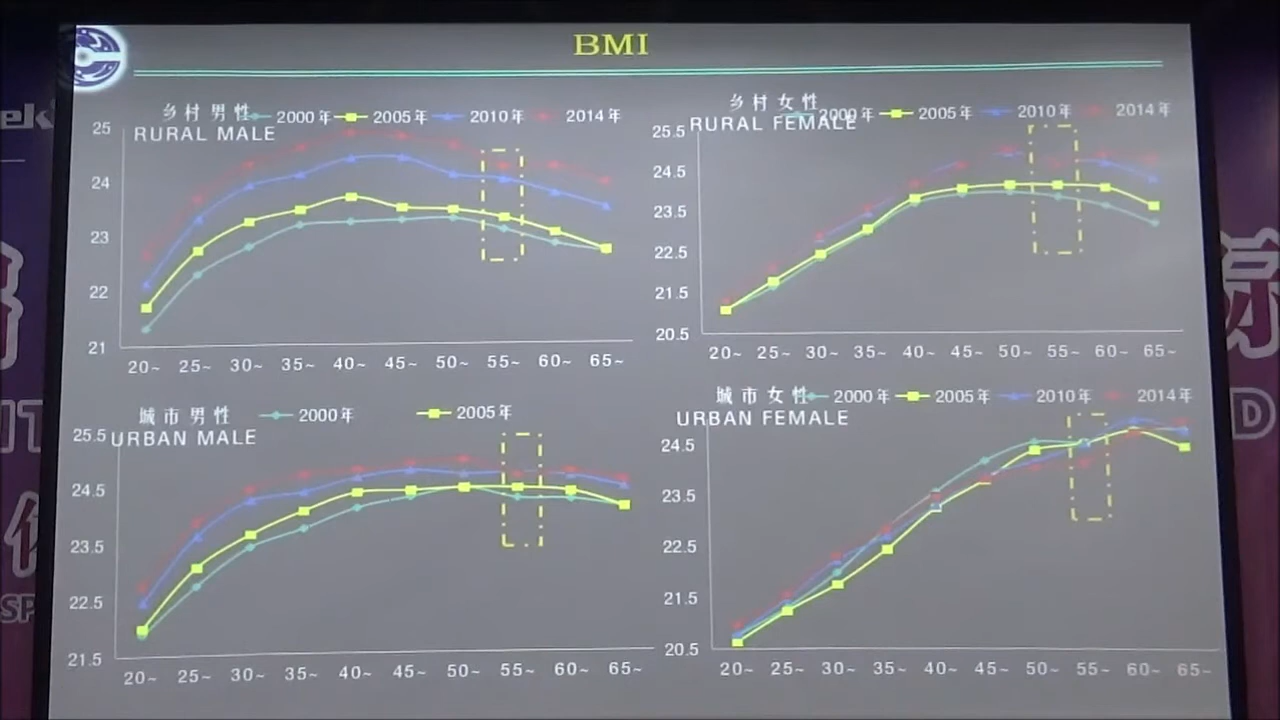 BMI
乡村男性
2000年 2005年 2010年 2014年
RURAL MALE
25
24
23
22
21
20~ 25~ 30~ 35~ 40~ 45~ 50~ 55~ 60~ 65~
乡村女性
2000年 2005年 2010年 2014年
RURAL FEMALE
25.5
24.5
23.5
22.5
21.5
20.5
20~ 25~ 30~ 35~ 40~ 45~ 50~ 55~ 60~ 65~
城市男性
2000年 2005年
URBAN MALE
25.5
24.5
23.5
22.5
21.5
20~ 25~ 30~ 35~ 40~ 45~ 50~ 55~ 60~ 65~
城市女性
2000年 2005年 2010年 2014年
URBAN FEMALE
24.5
23.5
22.5
21.5
20.5
20~ 25~ 30~ 35~ 40~ 45~ 50~ 55~ 60~ 65~